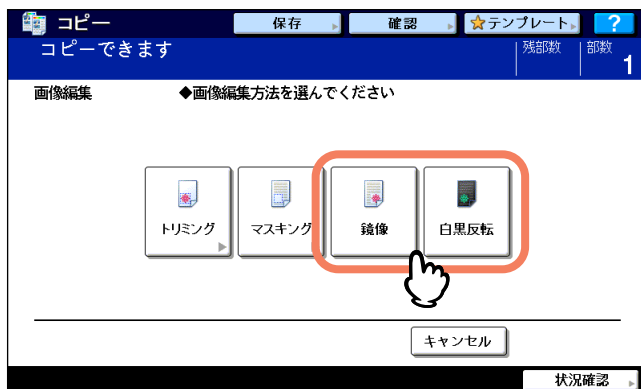 コピー 保存 確認 ☆テンプレート ?
コピーできます 残部数 部数 1
画像編集 ◆画像編集方法を選んでください
トリミング マスキング 鏡像 白黒反転
キャンセル
状況確認